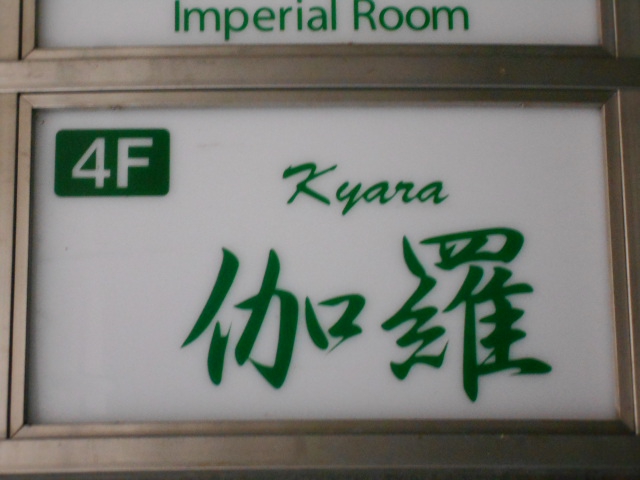 Imperial Room
4F
Kyara
伽羅